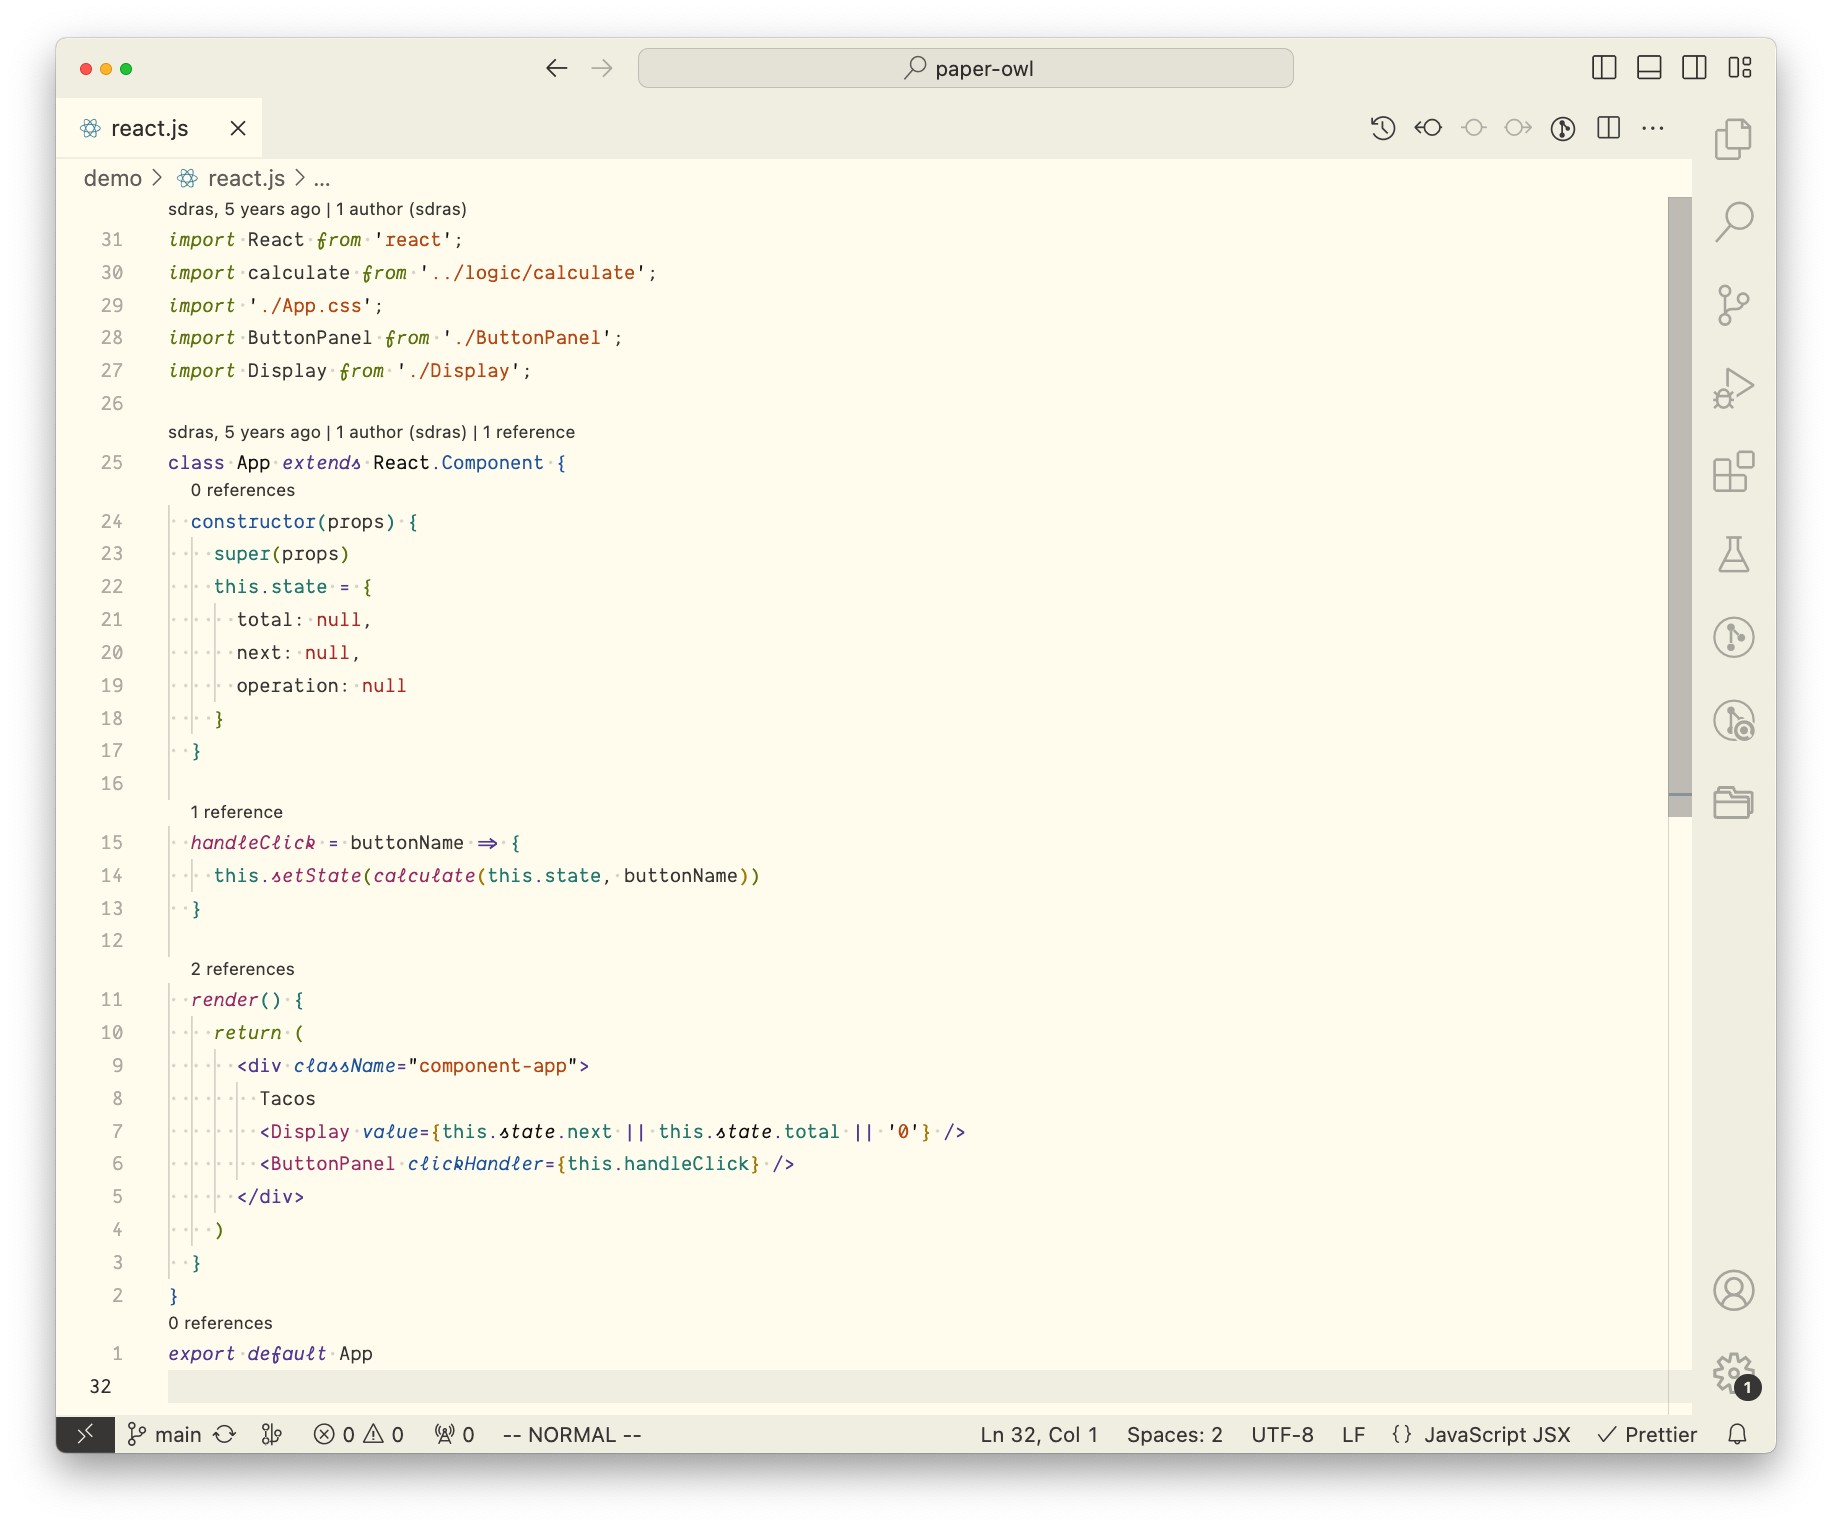 paper-owl
react.js
demo > react.js > ...
sdras, 5 years ago | 1 author (sdras)
31 import React from 'react';
30 import calculate from '../logic/calculate';
29 import './App.css';
28 import ButtonPanel from './ButtonPanel';
27 import Display from './Display';
26
sdras, 5 years ago | 1 author (sdras) | 1 reference
25 class App extends React.Component {
0 references
24   constructor(props) {
23     super(props)
22     this.state = {
21       total: null,
20       next: null,
19       operation: null
18     }
17   }
16
1 reference
15   handleClick = buttonName => {
14     this.setState(calculate(this.state, buttonName))
13   }
12
2 references
11   render() {
10     return (
9       <div className="component-app">
8         Tacos
7         <Display value={this.state.next || this.state.total || '0'} />
6         <ButtonPanel clickHandler={this.handleClick} />
5       </div>
4     )
3   }
2 }
0 references
1 export default App
32
1
main 0 0 0 -- NORMAL -- Ln 32, Col 1 Spaces: 2 UTF-8 LF {} JavaScript JSX Prettier